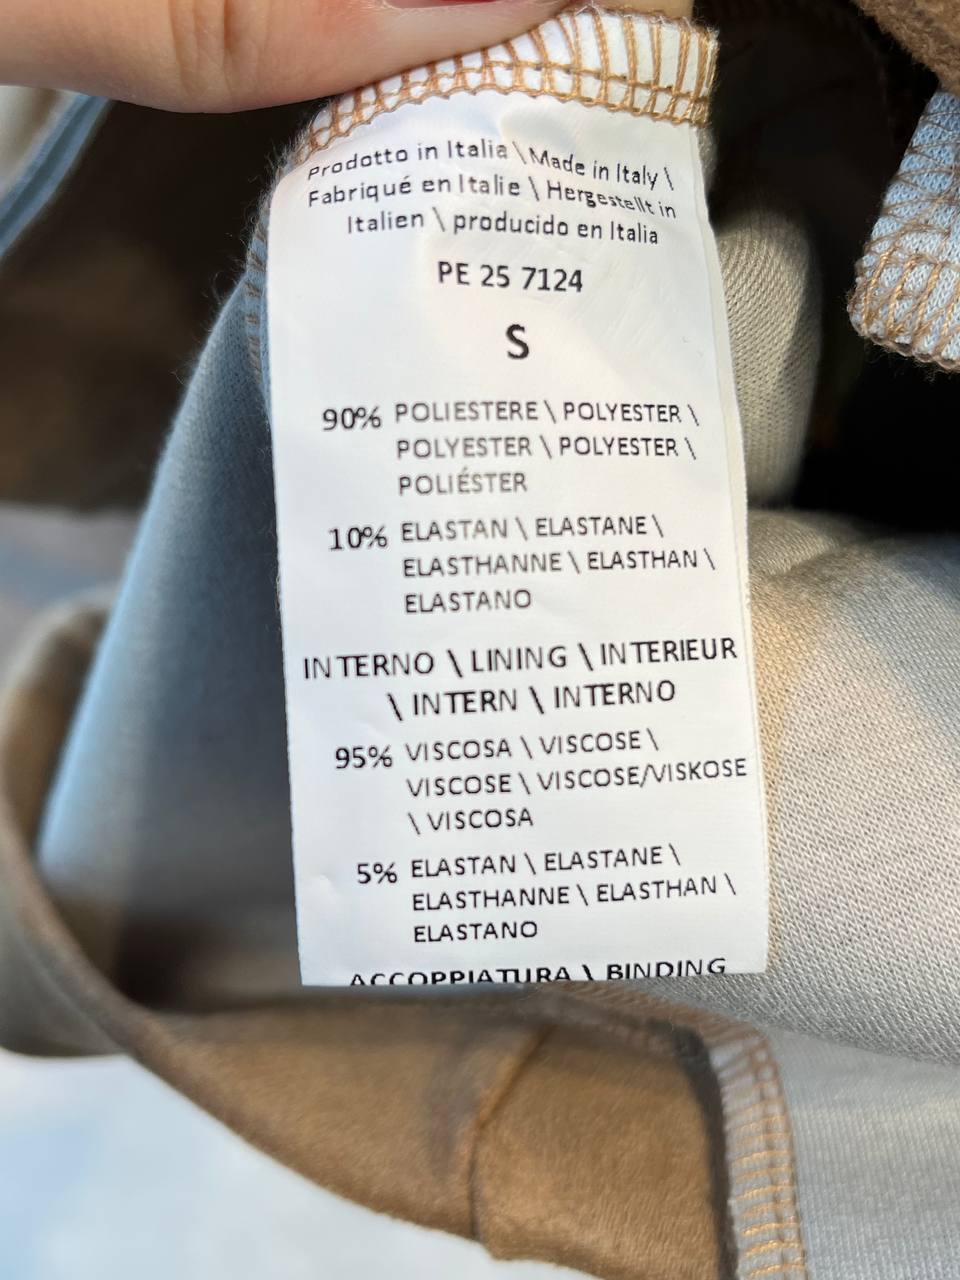 Prodotto in Italia \ Made in Italy \
Fabriqué en Italie \ Hergestellt in
Italien \ producido en Italia
PE 25 7124
S
90% POLIESTERE \ POLYESTER \
POLYESTER \ POLYESTER \
POLIÉSTER
10% ELASTAN \ ELASTANE \
ELASTHANNE \ ELASTHAN \
ELASTANO
INTERNO \ LINING \ INTERIEUR
\ INTERN \ INTERNO
95% VISCOSA \ VISCOSE \
VISCOSE \ VISCOSE/VISKOSE
\ VISCOSA
5% ELASTAN \ ELASTANE \
ELASTHANNE \ ELASTHAN \
ELASTANO
ACCOPPIATURA \ BINDING